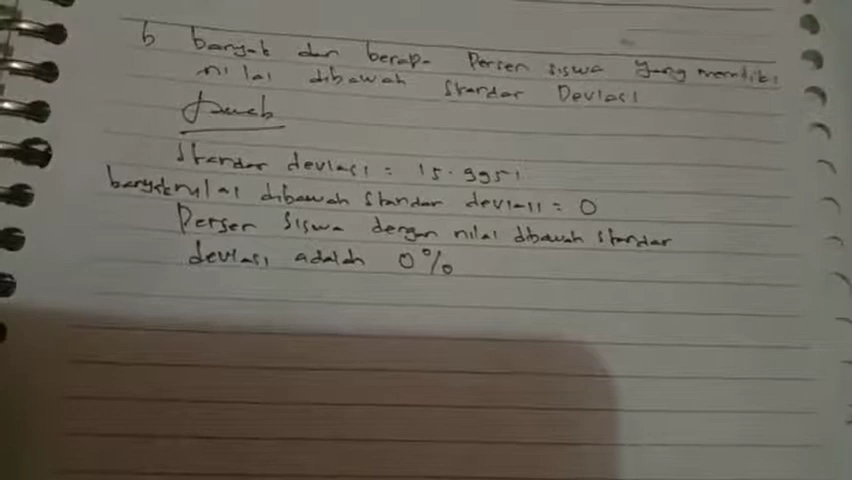 b banyak dan berapa Persen siswa yang memiliki
nilai dibawah Standar Deviasi
Jawab
Standar deviasi = 15.9951
banyak nilai dibawah Standar deviasi = 0
Persen Siswa dengan nilai dibawah standar
deviasi adalah 0%